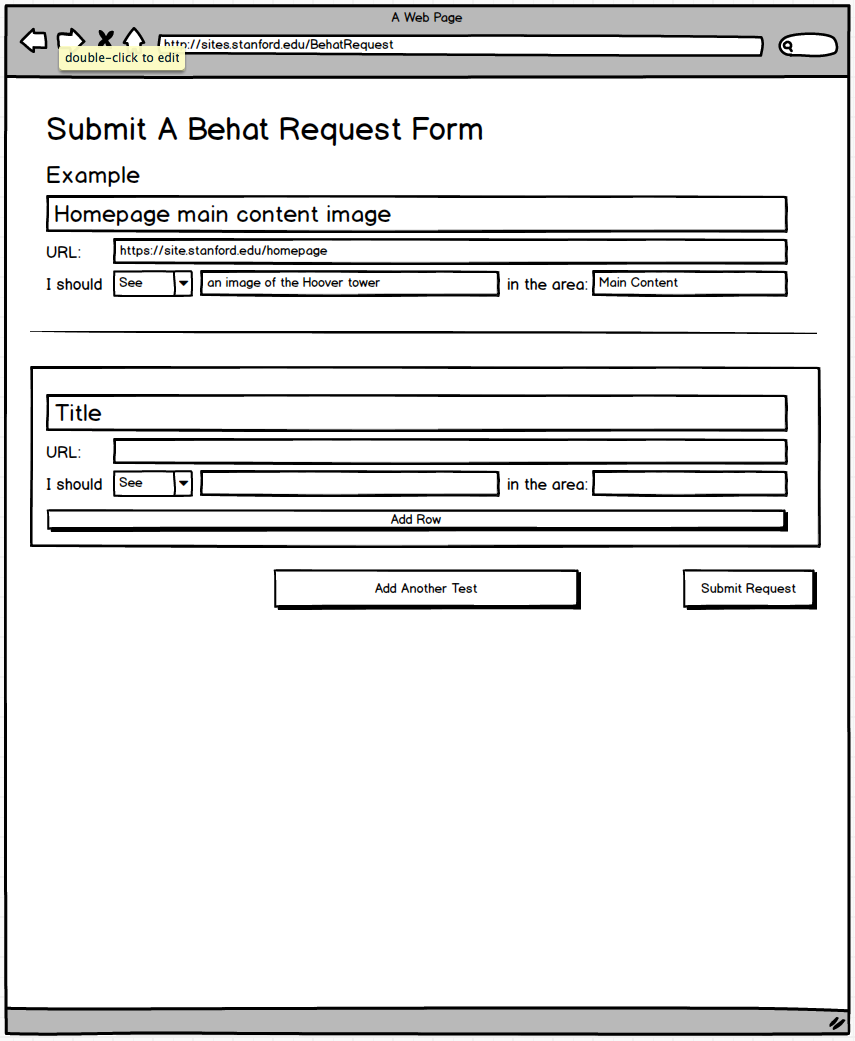 A Web Page
http://sites.stanford.edu/BehatRequest
double-click to edit
Submit A Behat Request Form
Example
Homepage main content image
URL: https://site.stanford.edu/homepage
I should See an image of the Hoover tower in the area: Main Content
Title
URL:
I should See in the area:
Add Row
Add Another Test Submit Request